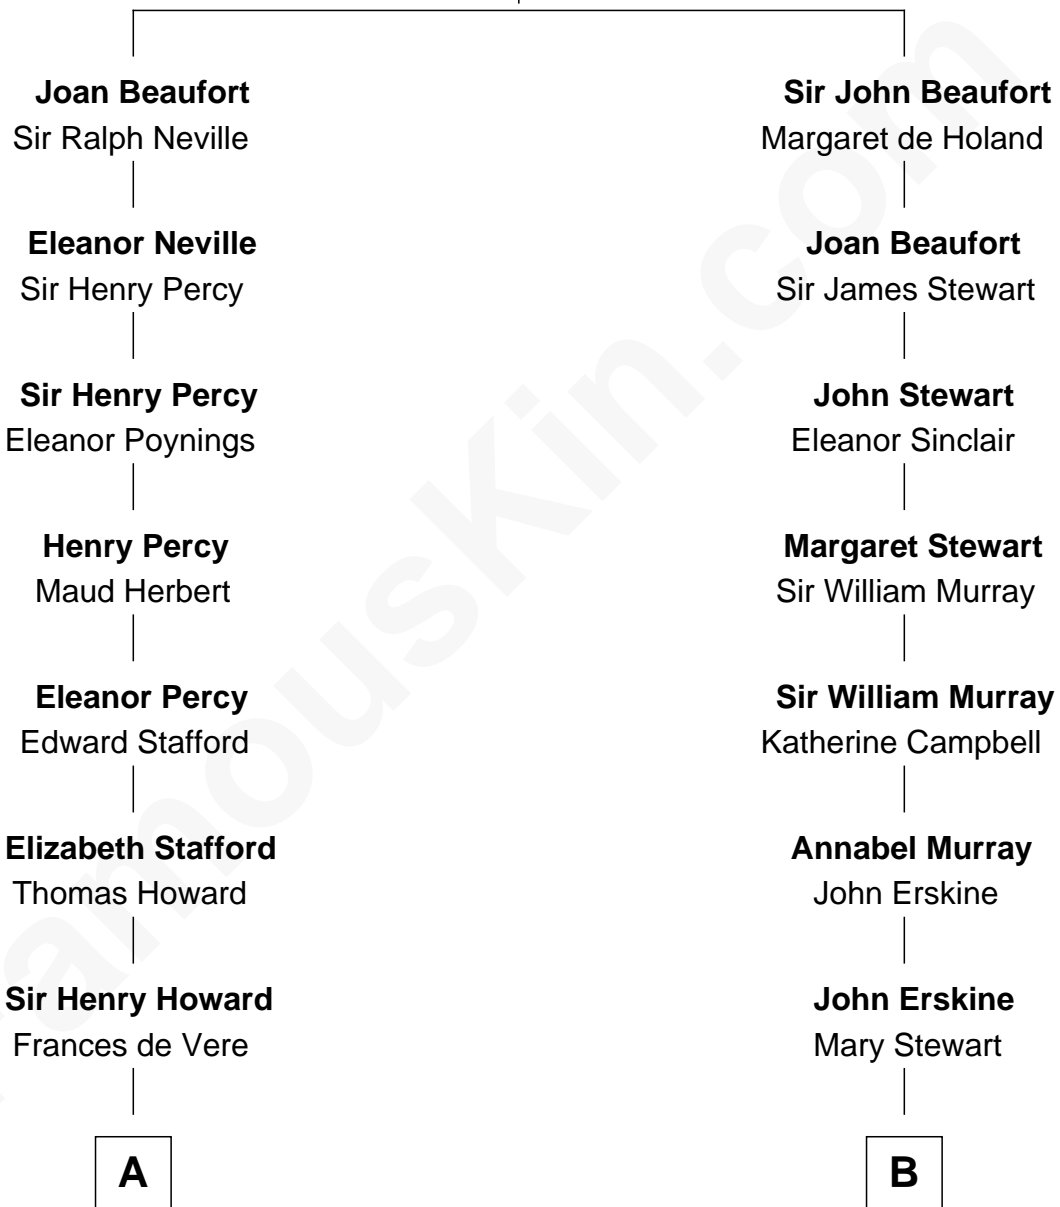 Joan Beaufort
Sir Ralph Neville
Eleanor Neville
Sir Henry Percy
Sir Henry Percy
Eleanor Poynings
Henry Percy
Maud Herbert
Eleanor Percy
Edward Stafford
Elizabeth Stafford
Thomas Howard
Sir Henry Howard
Frances de Vere
A
Sir John Beaufort
Margaret de Holand
Joan Beaufort
Sir James Stewart
John Stewart
Eleanor Sinclair
Margaret Stewart
Sir William Murray
Sir William Murray
Katherine Campbell
Annabel Murray
John Erskine
John Erskine
Mary Stewart
B
FamousKin.com